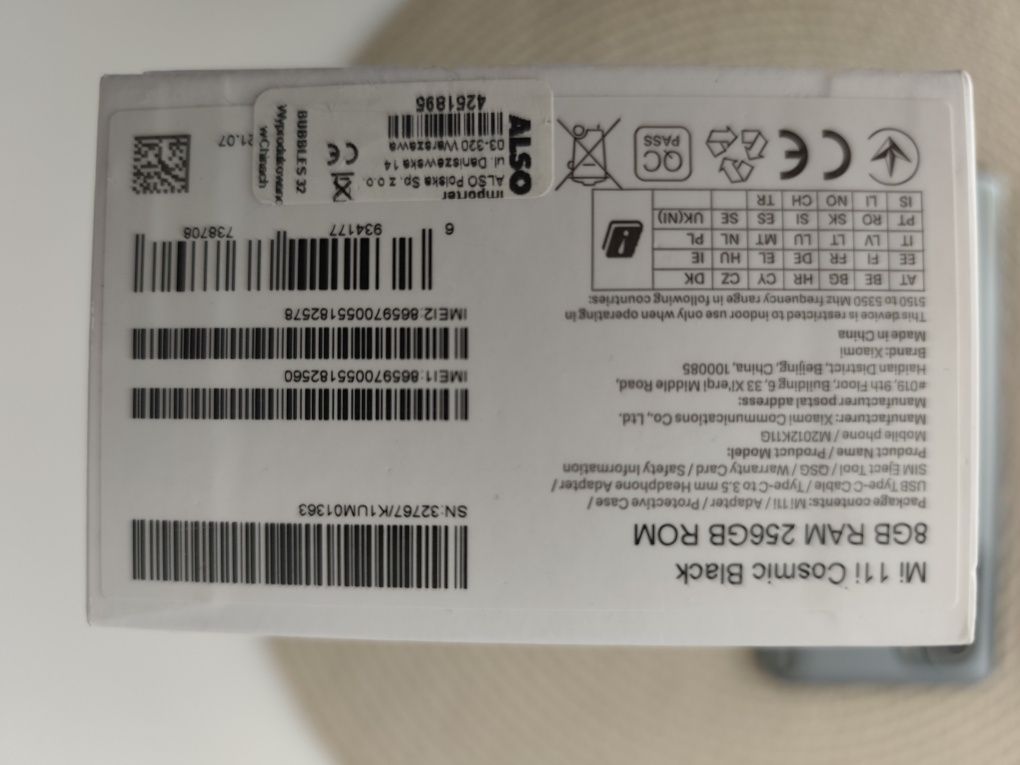 Mi 11i Cosmic Black
8GB RAM 256GB ROM
Package contents: Mi 11i / Adapter / Protective Case /
USB Type-C Cable / Type-C to 3.5 mm Headphone Adapter /
SIM Eject Tool / QSG / Warranty Card / Safety Information
Product Name / Product Model:
Mobile phone / M2012K11G
Manufacturer: Xiaomi Communications Co., Ltd.
Manufacturer postal address:
#019, 9th Floor, Building 6, 33 Xi'erqi Middle Road,
Haidian District, Beijing, China, 100085
Brand: Xiaomi
Made in China
This device is restricted to indoor use only when operating in
5150 to 5350 Mhz frequency range in following countries:
AT BE BG HR CY CZ DK
EE FI FR DE EL HU IE
IT LV LT LU MT NL PL
PT RO SK SI ES SE UK(NI)
IS LI NO CH TR
CE
QC
PASS
SN:32767/K1UM01363
IMEI1:865970055182560
IMEI2:865970055182578
6 934177 738708
Importer
ALSO Polska Sp. z o.o.
ul. Daniszewska 14
03-320 Warszawa
ALSO
4251895
CE
BUBBLES 32
Wyprodukowano
w Chinach
21.07